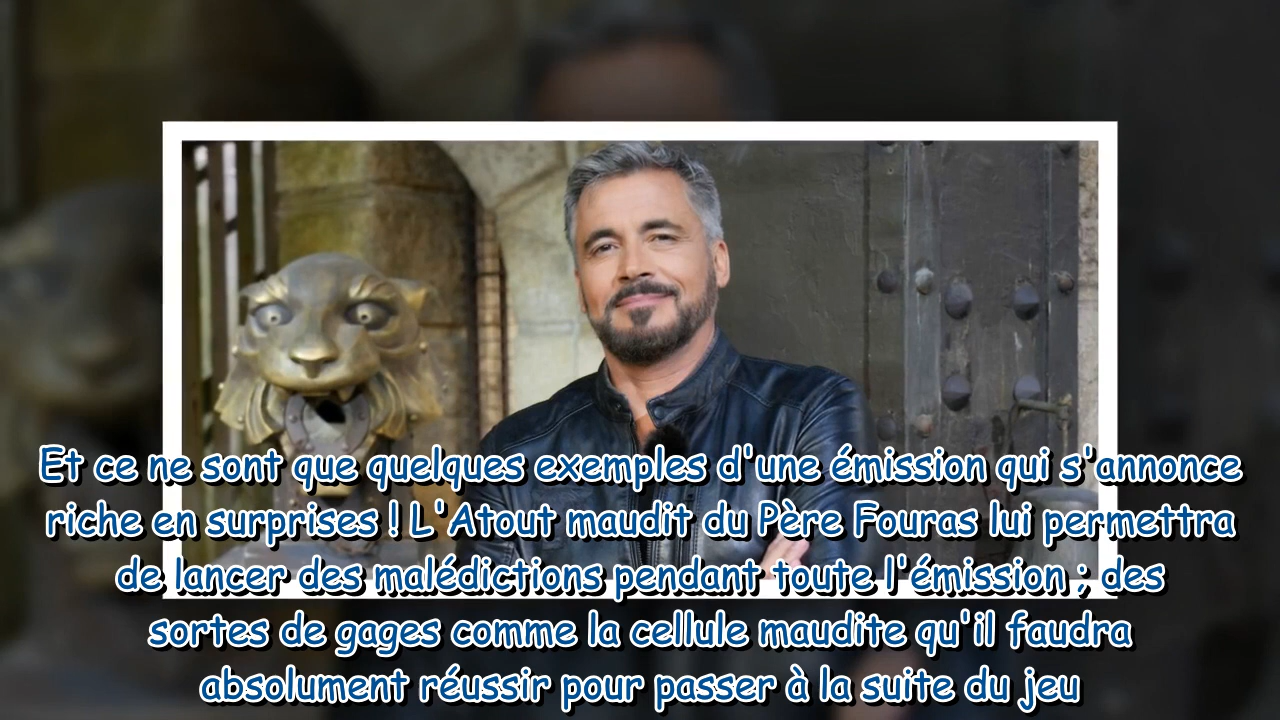 Et ce ne sont que quelques exemples d'une émission qui s'annonce
riche en surprises ! L'Atout maudit du Père Fouras lui permettra
de lancer des malédictions pendant toute l'émission ; des
sortes de gages comme la cellule maudite qu'il faudra
absolument réussir pour passer à la suite du jeu